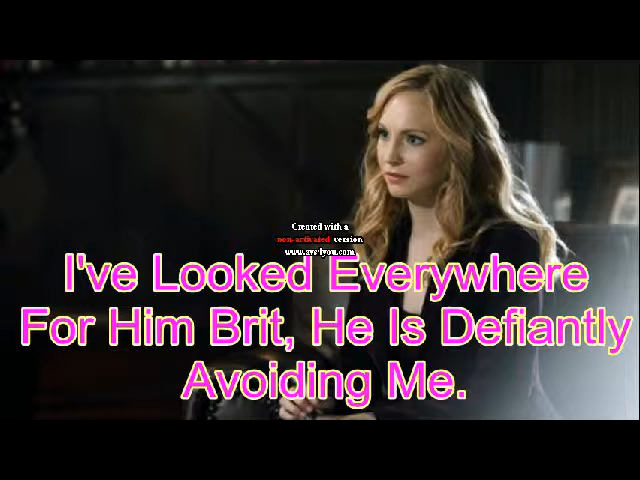 Created with a
non-activated version
www.avs4you.com
I've Looked Everywhere
For Him Brit, He Is Defiantly
Avoiding Me.